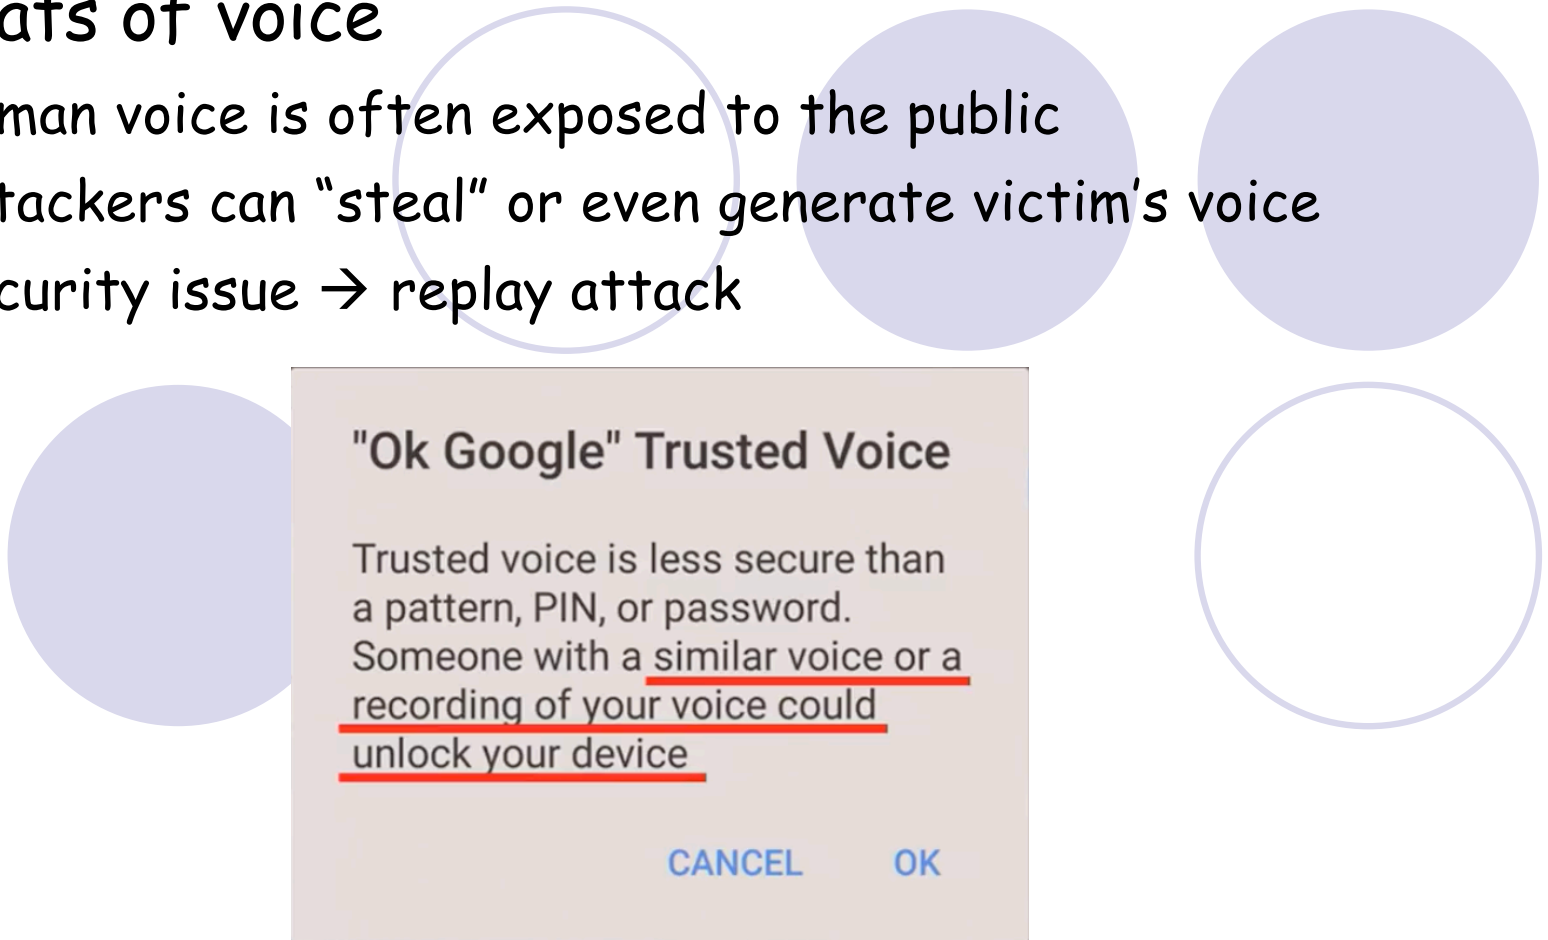 ats of voice
man voice is often exposed to the public
tackers can “steal” or even generate victim’s voice
curity issue → replay attack
"Ok Google" Trusted Voice
Trusted voice is less secure than
a pattern, PIN, or password.
Someone with a similar voice or a
recording of your voice could
unlock your device
CANCEL OK